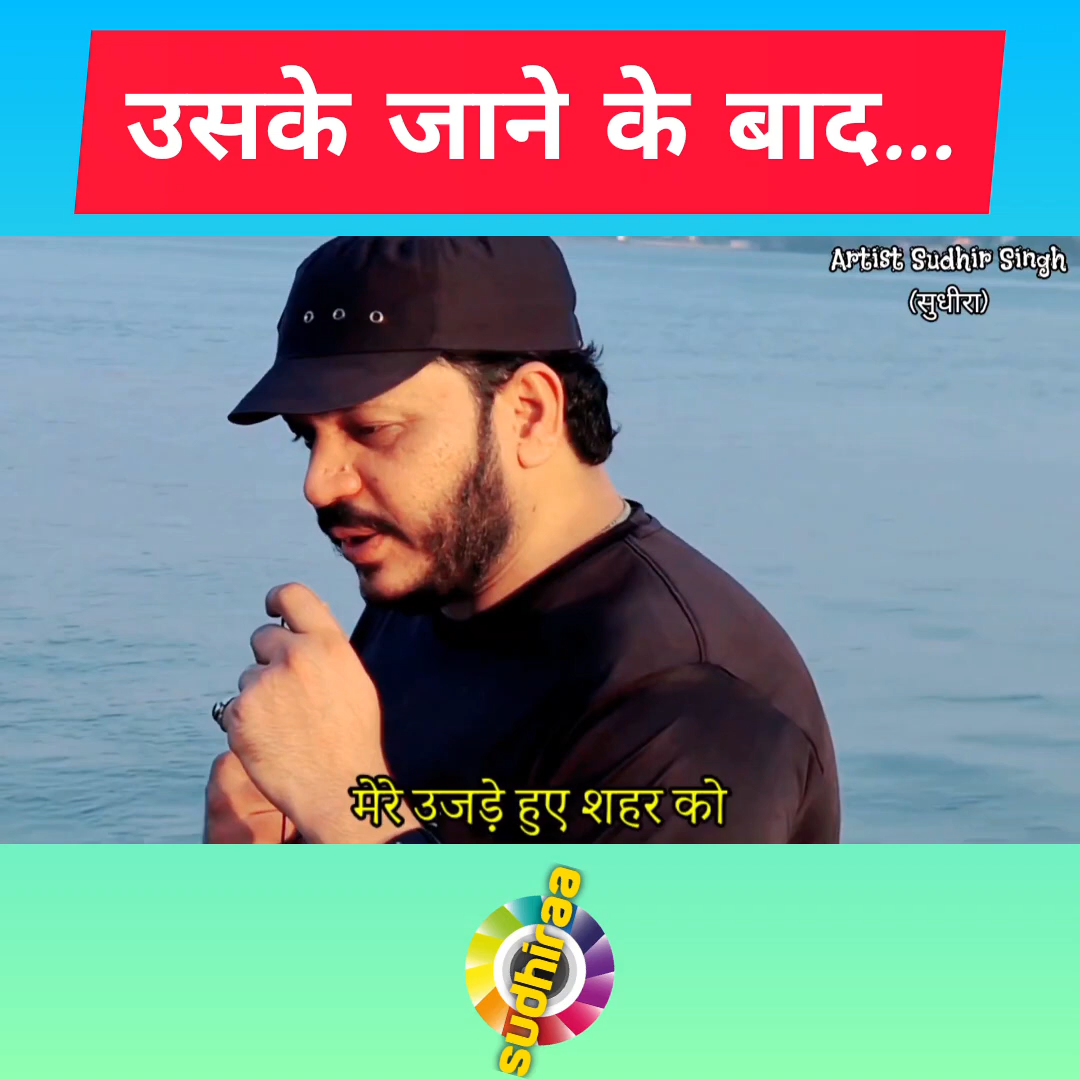 उसके जाने के बाद...
Artist Sudhir Singh
(सुधीरा)
मेरे उजड़े हुए शहर को
sudhiraa